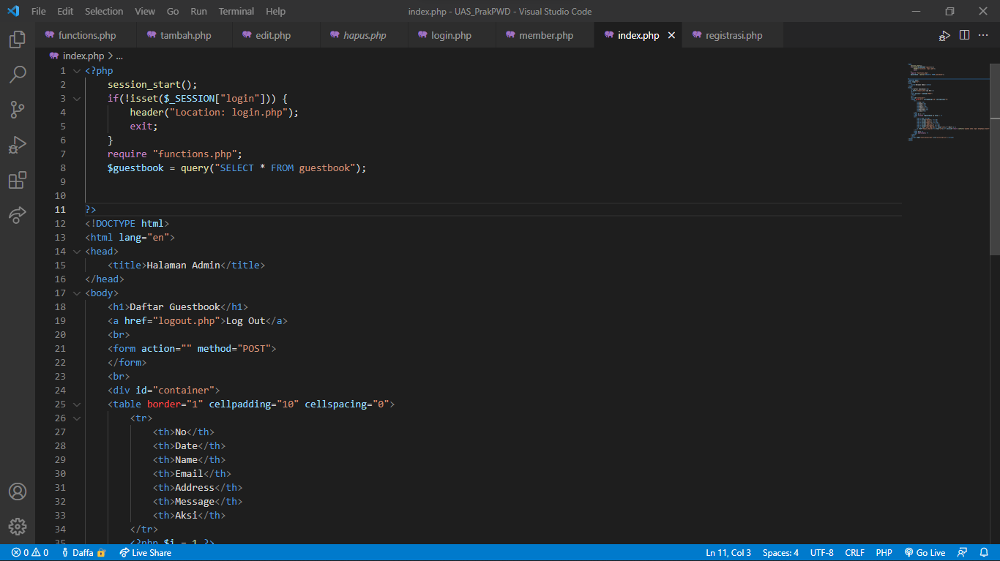 File Edit Selection View Go Run Terminal Help index.php - UAS_PrakPWD - Visual Studio Code
functions.php tambah.php edit.php hapus.php login.php member.php index.php registrasi.php
index.php > ...
1 <?php
2 session_start();
3 if(!isset($_SESSION["login"])) {
4 header("Location: login.php");
5 exit;
6 }
7 require "functions.php";
8 $guestbook = query("SELECT * FROM guestbook");
9
10
11 ?>
12 <!DOCTYPE html>
13 <html lang="en">
14 <head>
15 <title>Halaman Admin</title>
16 </head>
17 <body>
18 <h1>Daftar Guestbook</h1>
19 <a href="logout.php">Log Out</a>
20 <br>
21 <form action="" method="POST">
22 </form>
23 <br>
24 <div id="container">
25 <table border="1" cellpadding="10" cellspacing="0">
26 <tr>
27 <th>No</th>
28 <th>Date</th>
29 <th>Name</th>
30 <th>Email</th>
31 <th>Address</th>
32 <th>Message</th>
33 <th>Aksi</th>
34 </tr>
35 <?php $i = 1 ?>
0 0 Daffa Live Share Ln 11, Col 3 Spaces: 4 UTF-8 CRLF PHP Go Live